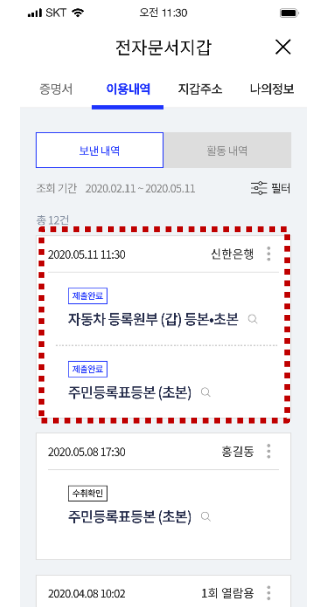 SKT 오전 11:30
전자문서지갑
증명서 이용내역 지갑주소 나의정보
보낸 내역 활동 내역
조회 기간 2020.02.11 ~ 2020.05.11 필터
총 12건
2020.05.11 11:30 신한은행
제출완료
자동차 등록원부 (갑) 등본•초본
제출완료
주민등록표등본 (초본)
2020.05.08 17:30 홍길동
수취확인
주민등록표등본 (초본)
2020.04.08 10:02 1회 열람용